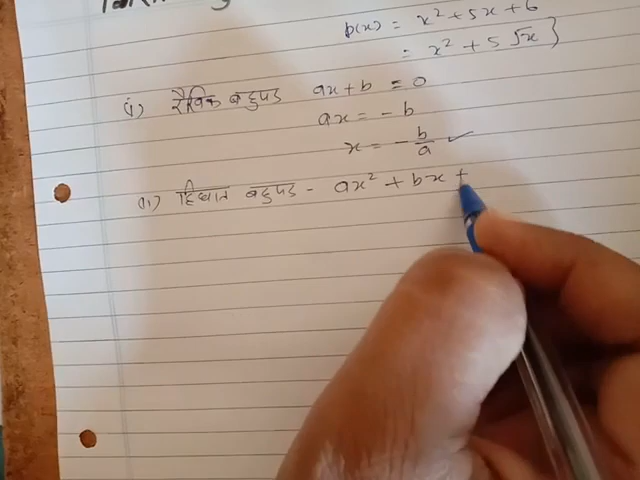 p(x) = x² + 5x + 6
= x² + 5√x }
(i) रैखिक बहुपद ax + b = 0
ax = - b
x = - b/a ✓
(ii) द्विघात बहुपद - ax² + bx +